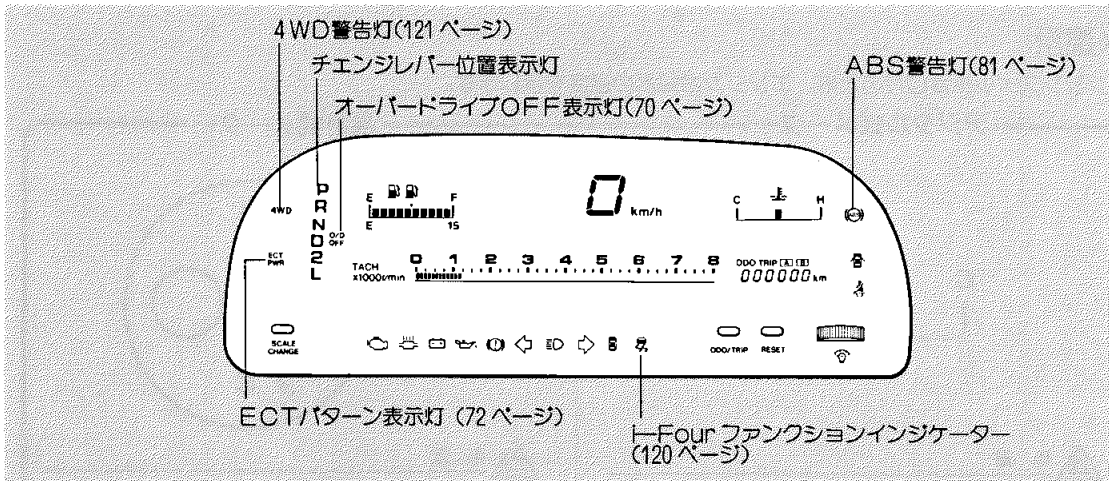 4WD警告灯(121ページ)
チェンジレバー位置表示灯
オーバードライブOFF表示灯(70ページ)
ABS警告灯(81ページ)
4WD
P
R
N
D
2
L
O/D
OFF
ECT
PWR
E F
E 15
0 km/h
C H
ABS
TACH
x1000r/min
0 1 2 3 4 5 6 7 8
ODO TRIP A B
000000 km
SCALE
CHANGE
ODO/TRIP RESET
ECTパターン表示灯 (72ページ)
i-Four ファンクションインジケーター
(120ページ)